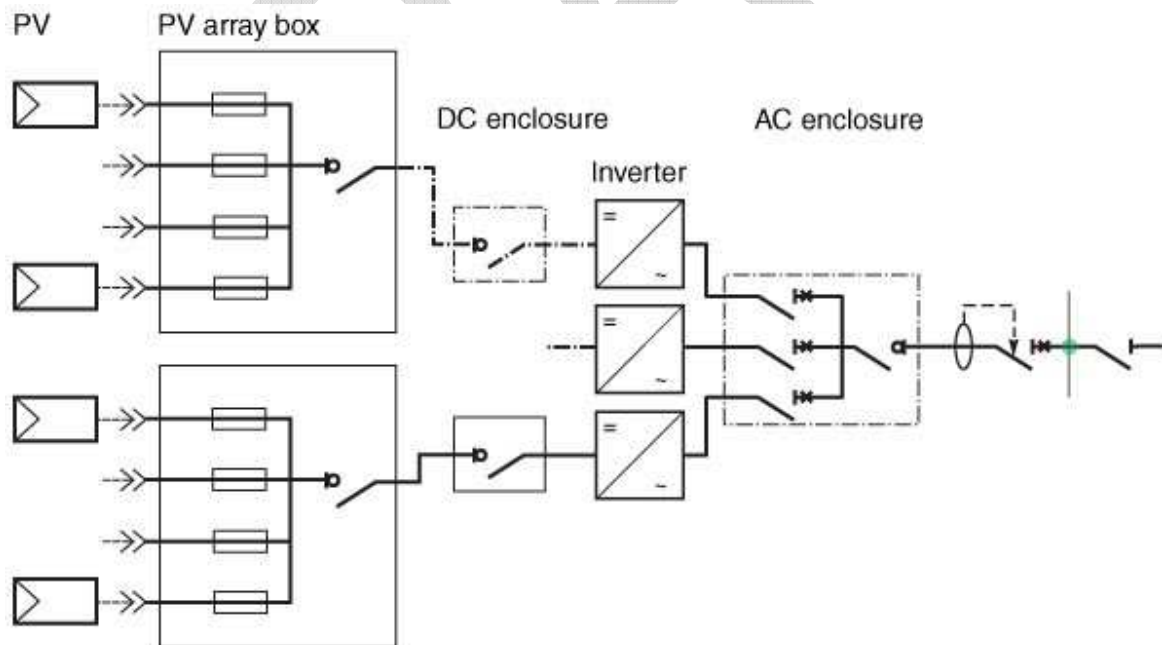 PV
PV array box
DC enclosure
AC enclosure
Inverter
=
~
=
~
=
~